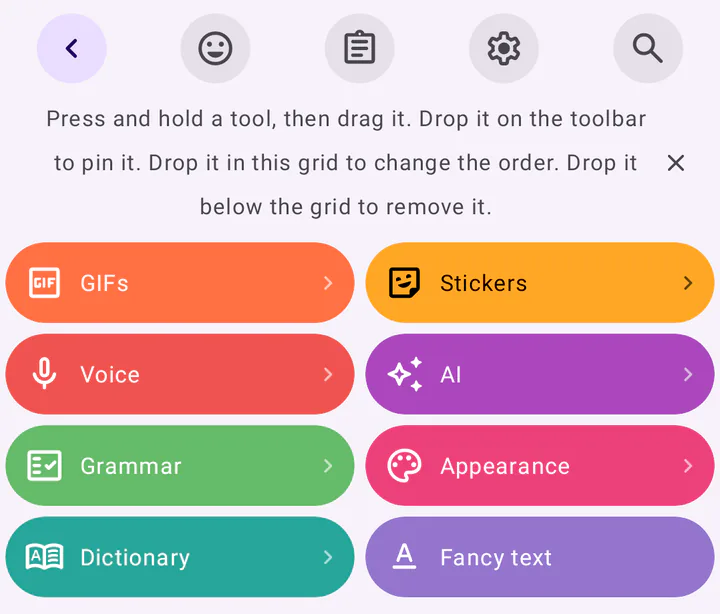 Press and hold a tool, then drag it. Drop it on the toolbar
to pin it. Drop it in this grid to change the order. Drop it
below the grid to remove it.
GIF GIFs
Stickers
Voice
AI
Grammar
Appearance
A Dictionary
A Fancy text